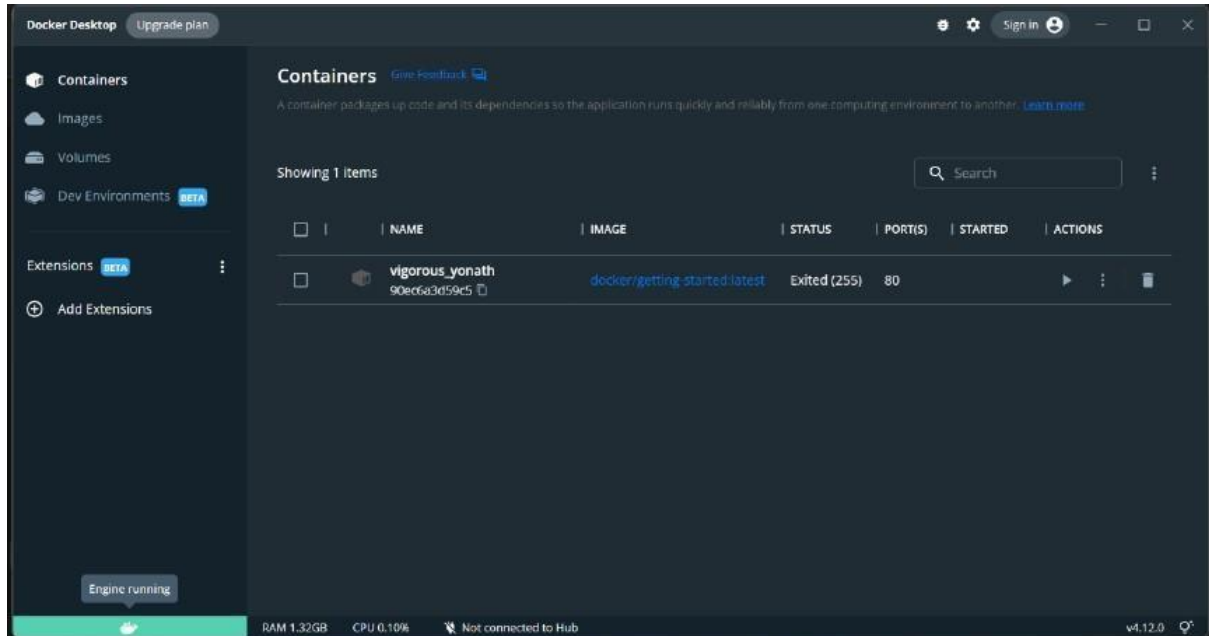 Docker Desktop Upgrade plan Sign in
Containers
Images
Volumes
Dev Environments BETA
Extensions BETA
Add Extensions
Containers Give Feedback
A container packages up code and its dependencies so the application runs quickly and reliably from one computing environment to another. Learn more
Showing 1 items
Search
NAME IMAGE STATUS PORT(S) STARTED ACTIONS
vigorous_yonath docker/getting-started:latest Exited (255) 80
90ec6a3d59c5
Engine running
RAM 1.32GB CPU 0.10% Not connected to Hub v4.12.0